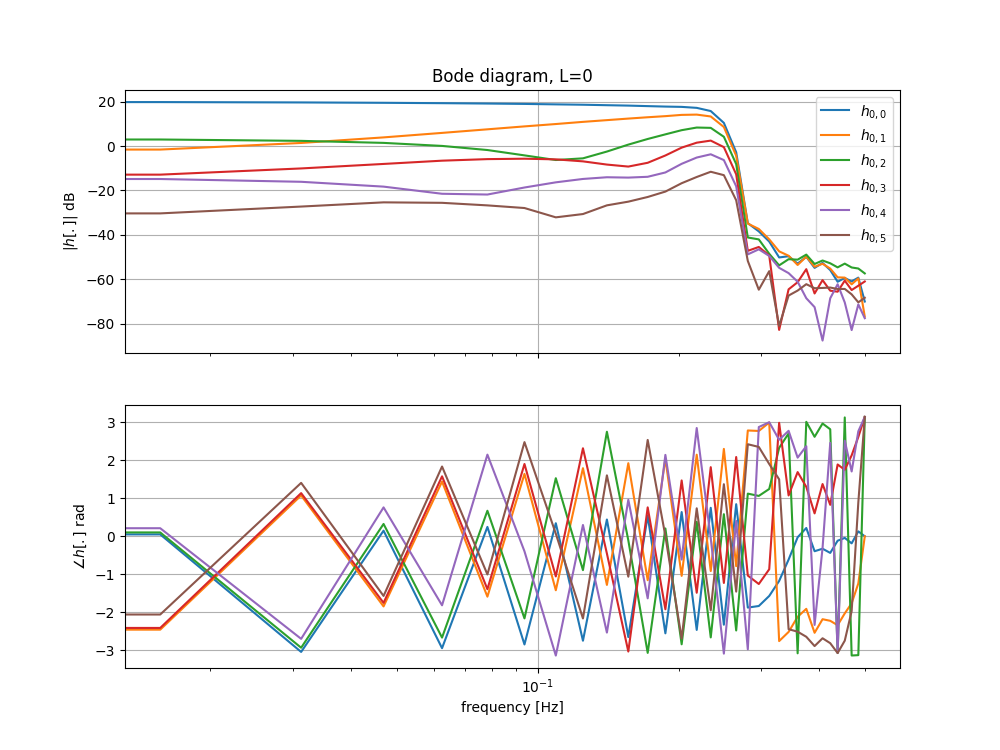 Bode diagram, L=0
|h[.]| dB
20
0
−20
−40
−60
−80
h0,0
h0,1
h0,2
h0,3
h0,4
h0,5
∠h[.] rad
3
2
1
0
−1
−2
−3
10−1
frequency [Hz]